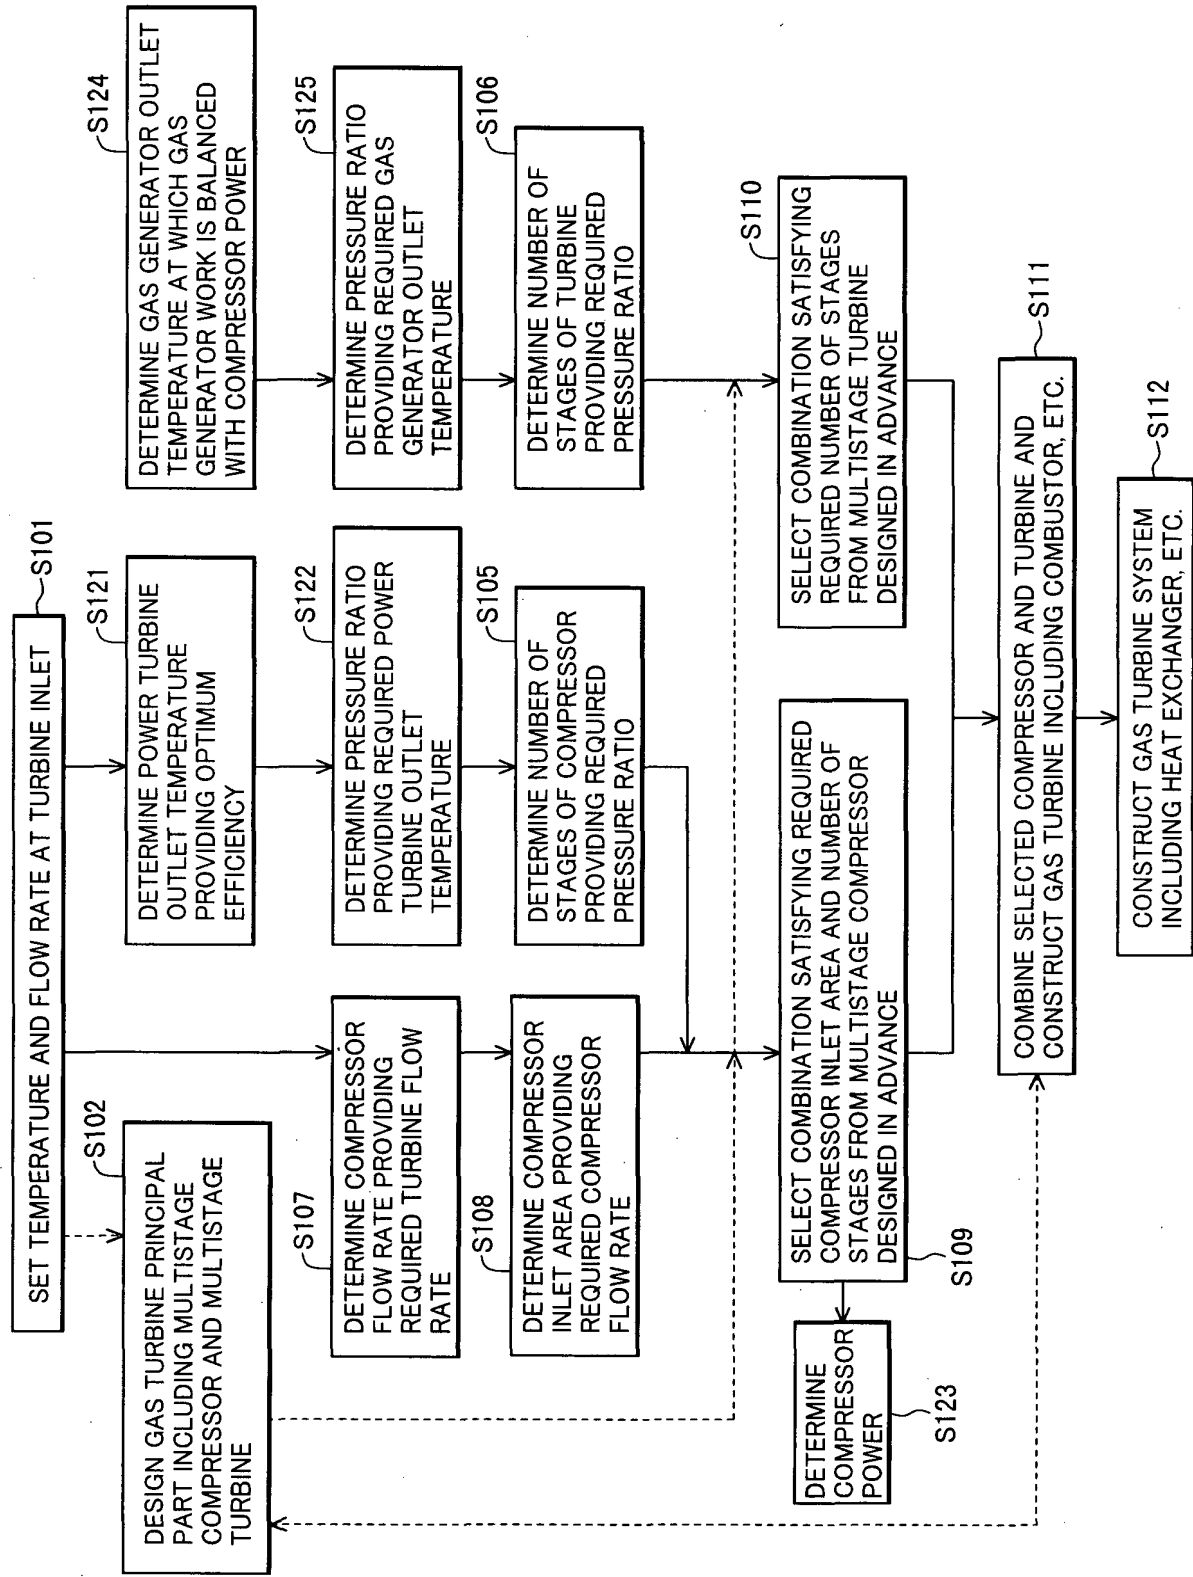 SET TEMPERATURE AND FLOW RATE AT TURBINE INLET
S101
DESIGN GAS TURBINE PRINCIPAL
PART INCLUDING MULTISTAGE
COMPRESSOR AND MULTISTAGE
TURBINE
S102
DETERMINE POWER TURBINE
OUTLET TEMPERATURE
PROVIDING OPTIMUM
EFFICIENCY
S121
DETERMINE GAS GENERATOR OUTLET
TEMPERATURE AT WHICH GAS
GENERATOR WORK IS BALANCED
WITH COMPRESSOR POWER
S124
DETERMINE COMPRESSOR
FLOW RATE PROVIDING
REQUIRED TURBINE FLOW
RATE
S107
DETERMINE PRESSURE RATIO
PROVIDING REQUIRED POWER
TURBINE OUTLET
TEMPERATURE
S122
DETERMINE PRESSURE RATIO
PROVIDING REQUIRED GAS
GENERATOR OUTLET
TEMPERATURE
S125
DETERMINE COMPRESSOR
INLET AREA PROVIDING
REQUIRED COMPRESSOR
FLOW RATE
S108
DETERMINE NUMBER OF
STAGES OF COMPRESSOR
PROVIDING REQUIRED
PRESSURE RATIO
S105
DETERMINE NUMBER OF
STAGES OF TURBINE
PROVIDING REQUIRED
PRESSURE RATIO
S106
DETERMINE
COMPRESSOR
POWER
S123
SELECT COMBINATION SATISFYING REQUIRED
COMPRESSOR INLET AREA AND NUMBER OF
STAGES FROM MULTISTAGE COMPRESSOR
DESIGNED IN ADVANCE
S109
SELECT COMBINATION SATISFYING
REQUIRED NUMBER OF STAGES
FROM MULTISTAGE TURBINE
DESIGNED IN ADVANCE
S110
COMBINE SELECTED COMPRESSOR AND TURBINE AND
CONSTRUCT GAS TURBINE INCLUDING COMBUSTOR, ETC.
S111
CONSTRUCT GAS TURBINE SYSTEM
INCLUDING HEAT EXCHANGER, ETC.
S112